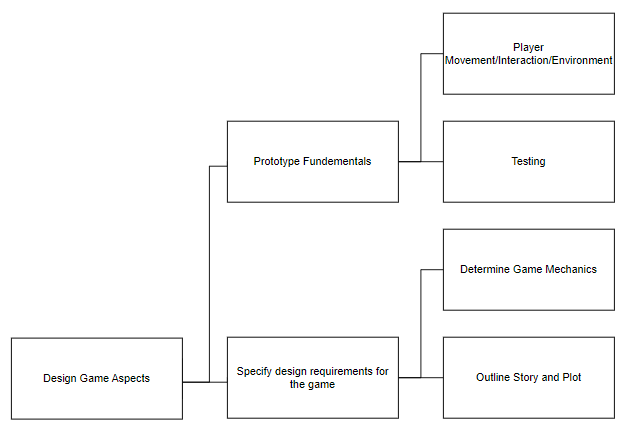 Player
Movement/Interaction/Environment
Prototype Fundementals
Testing
Determine Game Mechanics
Design Game Aspects
Specify design requirements for
the game
Outline Story and Plot